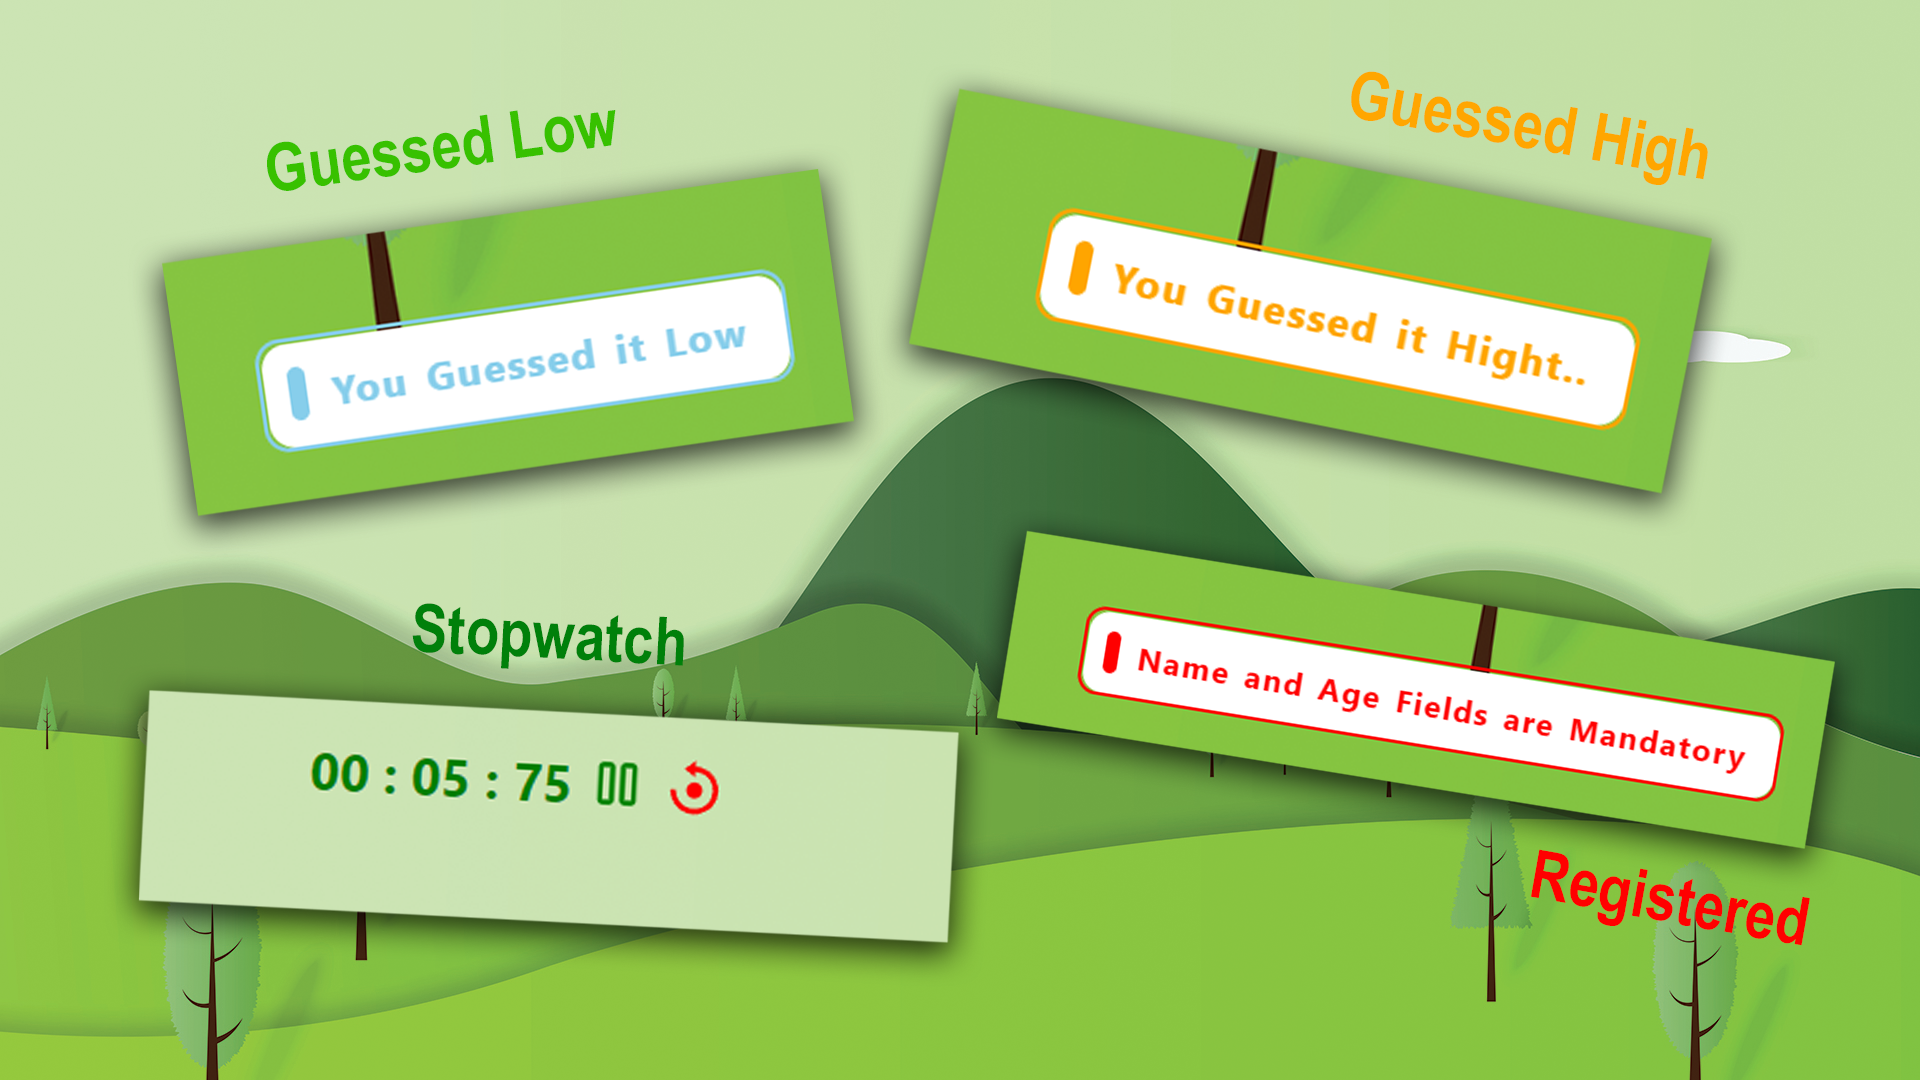 Guessed Low
You Guessed it Low
Guessed High
You Guessed it Hight..
Stopwatch
00 : 05 : 75
Name and Age Fields are Mandatory
Registered